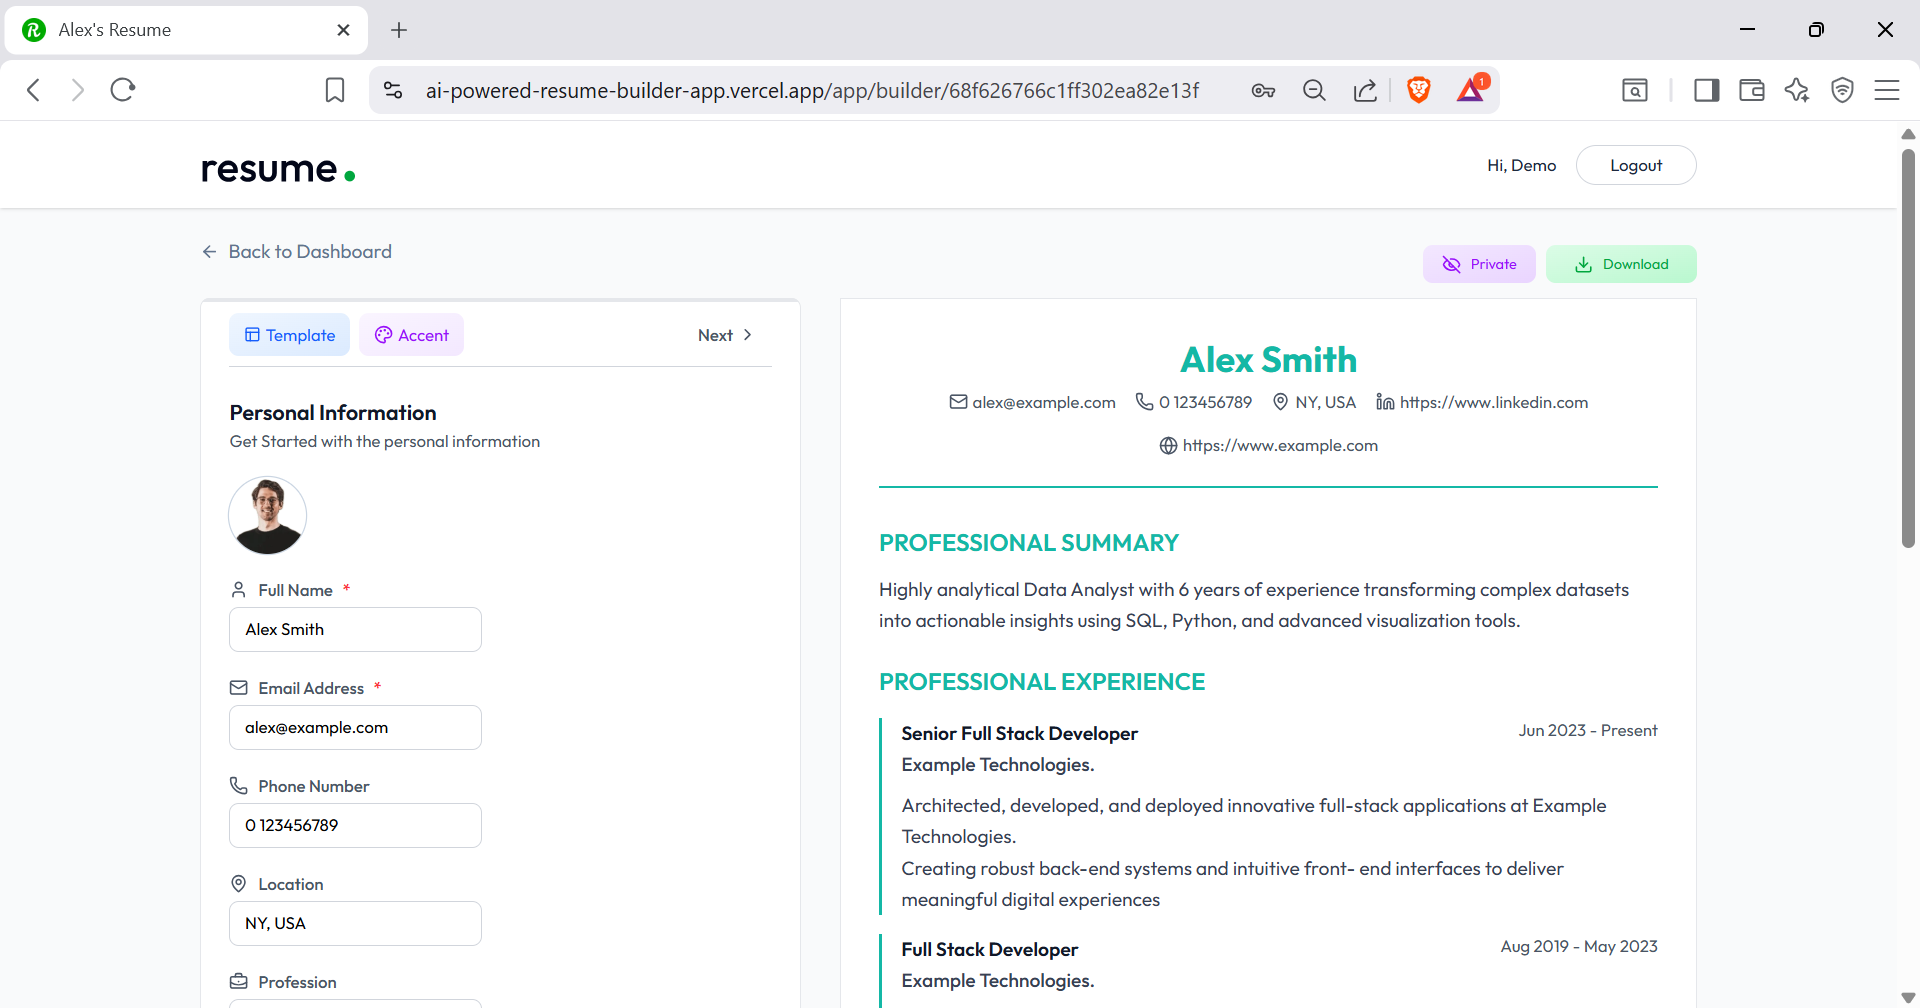 Alex's Resume
ai-powered-resume-builder-app.vercel.app/app/builder/68f626766c1ff302ea82e13f
1
resume.
Hi, Demo
Logout
Back to Dashboard
Private
Download
Template
Accent
Next
Personal Information
Get Started with the personal information
Full Name *
Alex Smith
Email Address *
alex@example.com
Phone Number
0 123456789
Location
NY, USA
Profession
Alex Smith
alex@example.com 0 123456789 NY, USA https://www.linkedin.com
https://www.example.com
PROFESSIONAL SUMMARY
Highly analytical Data Analyst with 6 years of experience transforming complex datasets
into actionable insights using SQL, Python, and advanced visualization tools.
PROFESSIONAL EXPERIENCE
Senior Full Stack Developer Jun 2023 - Present
Example Technologies.
Architected, developed, and deployed innovative full-stack applications at Example
Technologies.
Creating robust back-end systems and intuitive front- end interfaces to deliver
meaningful digital experiences
Full Stack Developer Aug 2019 - May 2023
Example Technologies.